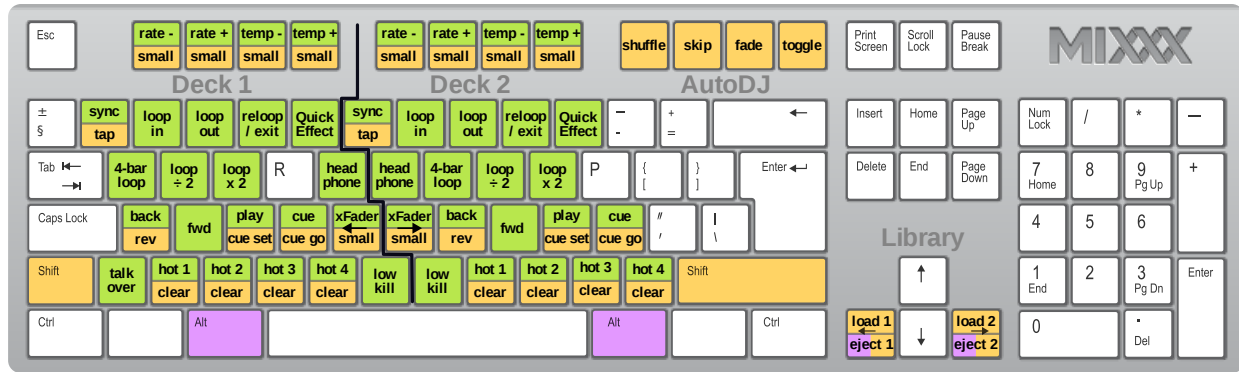 Esc
rate -
small
rate +
small
temp -
small
temp +
small
rate -
small
rate +
small
temp -
small
temp +
small
shuffle
skip
fade
toggle
Print
Screen
Scroll
Lock
Pause
Break
MIXXX
Deck 1
Deck 2
AutoDJ
±
§
sync
tap
loop
in
loop
out
reloop
/ exit
Quick
Effect
sync
tap
loop
in
loop
out
reloop
/ exit
Quick
Effect
–
-
+
=
←
Insert
Home
Page
Up
Num
Lock
/
*
—
Tab
4-bar
loop
loop
÷ 2
loop
x 2
R
head
phone
head
phone
4-bar
loop
loop
÷ 2
loop
x 2
P
{
[
}
]
Enter ↵
Delete
End
Page
Down
7
Home
8
9
Pg Up
+
Caps Lock
back
rev
fwd
play
cue set
cue
cue go
xFader
←
small
xFader
→
small
back
rev
fwd
play
cue set
cue
cue go
"
'
|
\
Library
4
5
6
Shift
talk
over
hot 1
clear
hot 2
clear
hot 3
clear
hot 4
clear
low
kill
low
kill
hot 1
clear
hot 2
clear
hot 3
clear
hot 4
clear
Shift
↑
1
End
2
3
Pg Dn
Enter
Ctrl
Alt
Alt
Ctrl
load 1
←
eject 1
↓
load 2
→
eject 2
0
.
Del